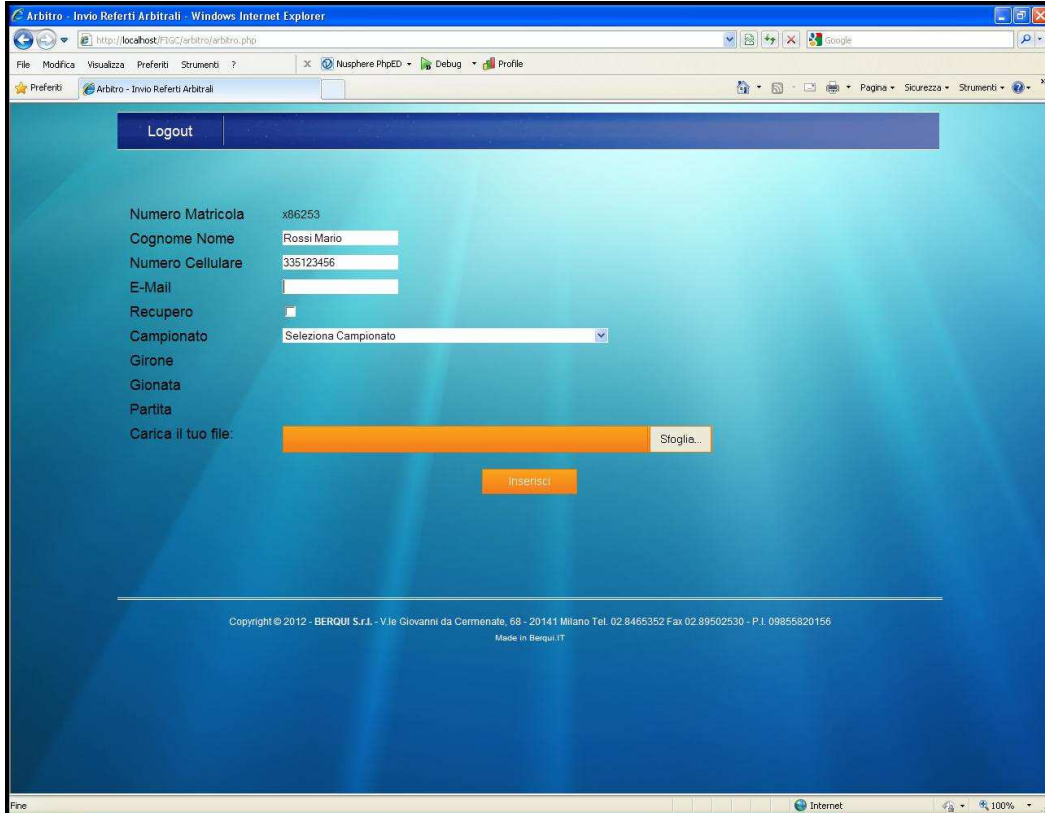 Arbitro - Invio Referti Arbitrali - Windows Internet Explorer
http://localhost/FIGC/arbitro/arbitro.php Google
File Modifica Visualizza Preferiti Strumenti ? x Nusphere PhpED Debug Profile
Preferiti Arbitro - Invio Referti Arbitrali Pagina Sicurezza Strumenti
Logout
Numero Matricola x86253
Cognome Nome Rossi Mario
Numero Cellulare 335123456
E-Mail
Recupero
Campionato Seleziona Campionato
Girone
Gionata
Partita
Carica il tuo file: Sfoglia...
Inserisci
Copyright © 2012 - BERQUI S.r.l. - V.le Giovanni da Cermenate, 68 - 20141 Milano Tel. 02.8465352 Fax 02.89502530 - P.I. 09855820156
Made in Berqui.IT
Fine Internet 100%